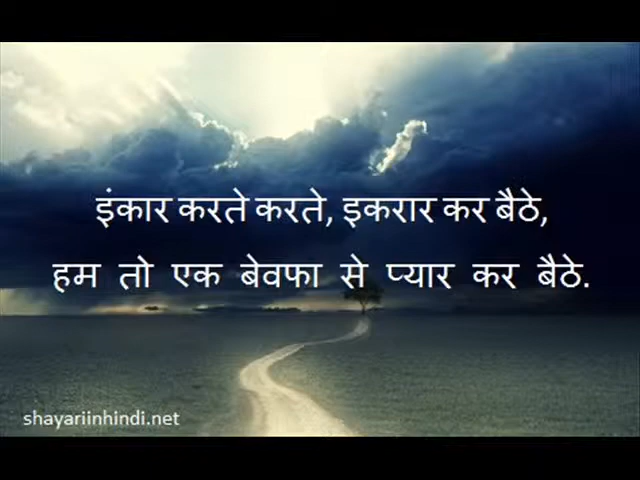 इंकार करते करते, इकरार कर बैठे,
हम तो एक बेवफा से प्यार कर बैठे.
shayariinhindi.net